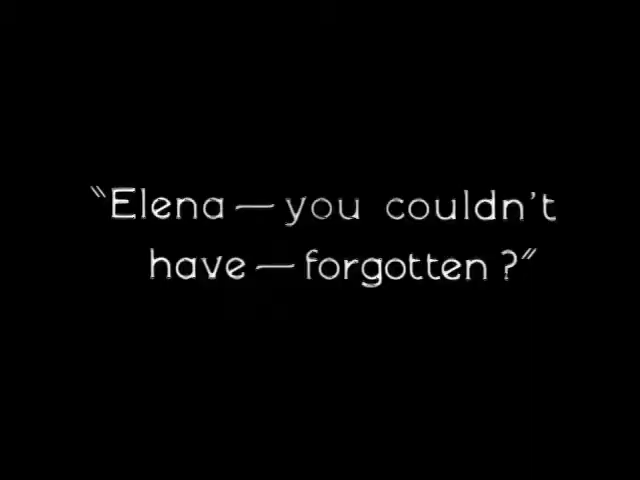 "Elena — you couldn't
have — forgotten ?"